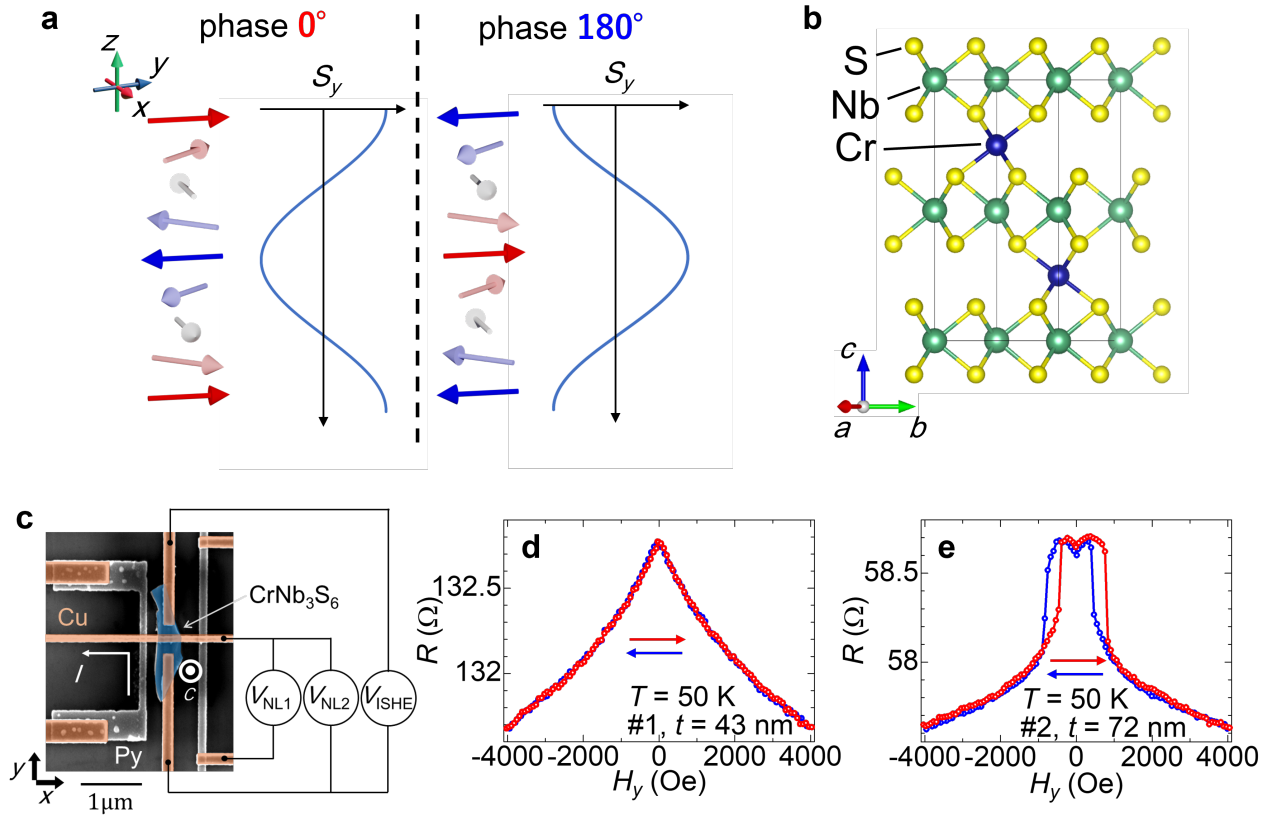 a
phase 0°
phase 180°
z
y
x
S_y
S_y
b
S
Nb
Cr
c
a
b
c
CrNb₃S₆
Cu
I
c
V_NL1
V_NL2
V_ISHE
Py
y
x
1μm
d
R (Ω)
132.5
132
T = 50 K
#1, t = 43 nm
-4000 -2000 0 2000 4000
H_y (Oe)
e
R (Ω)
58.5
58
T = 50 K
#2, t = 72 nm
-4000 -2000 0 2000 4000
H_y (Oe)